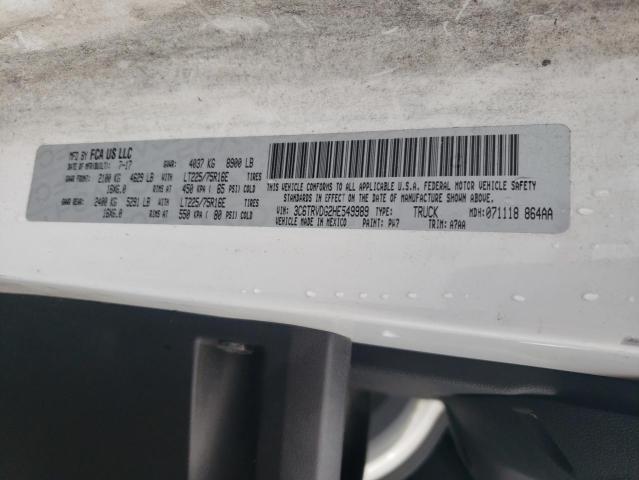 MFD BY FCA US LLC
DATE OF MFR(BUILT): 7-17 GVWR: 4037 KG 8900 LB
GAWR FRONT: 2100 KG 4629 LB WITH LT225/75R16E TIRES
16X6.0 RIMS AT 450 KPA ( 65 PSI) COLD
GAWR REAR: 2400 KG 5291 LB WITH LT225/75R16E TIRES
16X6.0 RIMS AT 550 KPA ( 80 PSI) COLD
THIS VEHICLE CONFORMS TO ALL APPLICABLE U.S.A. FEDERAL MOTOR VEHICLE SAFETY
STANDARDS IN EFFECT ON THE DATE OF MANUFACTURE SHOWN ABOVE.
VIN: 3C6TRVDG2HE549989 TYPE: TRUCK MDH: 071118 864AA
VEHICLE MADE IN MEXICO PAINT: PW7 TRIM: A7AA